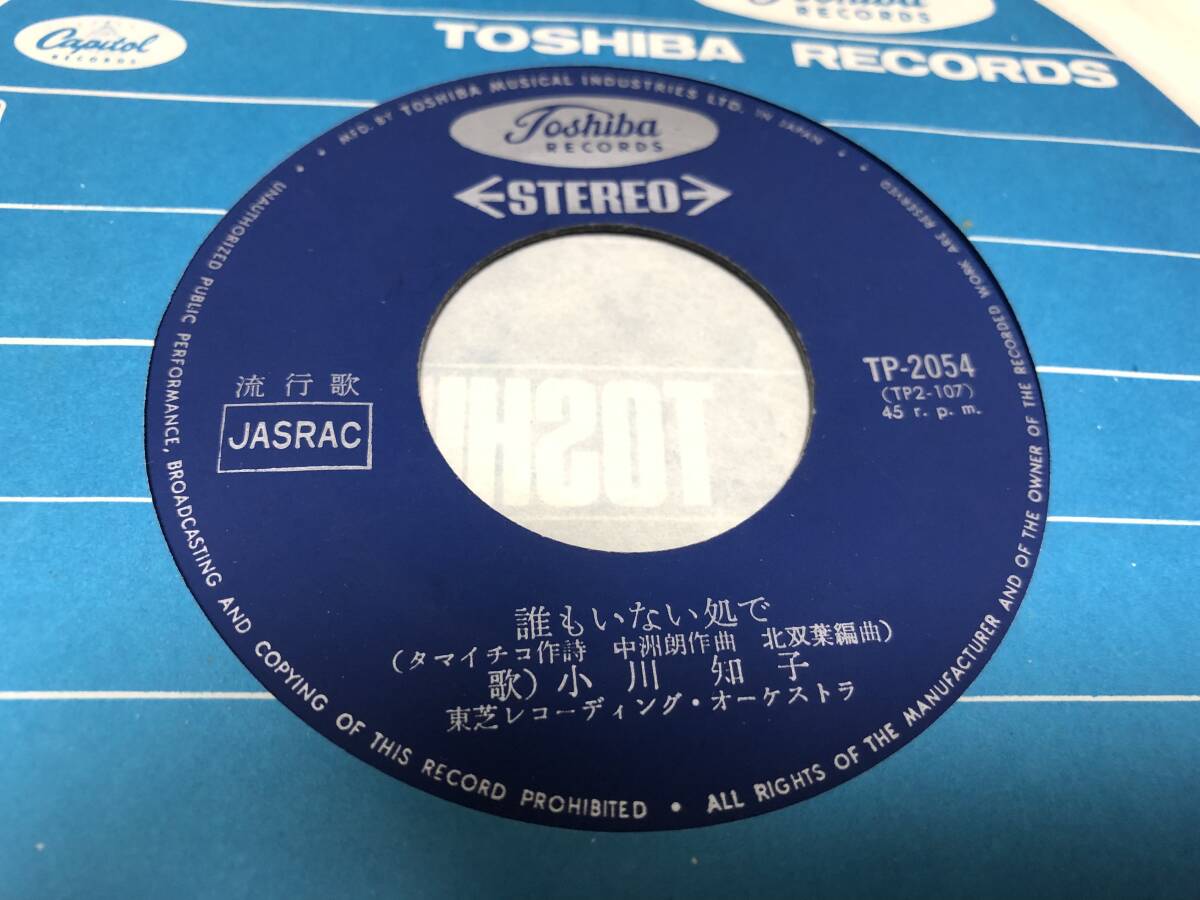 Capitol
RECORDS
RECORDS
TOSHIBA RECORDS
MFD. BY TOSHIBA MUSICAL INDUSTRIES LTD. IN JAPAN
Toshiba
RECORDS
STEREO
流行歌
JASRAC
TP-2054
(TP2-107)
45 r. p. m.
TOSHI
誰もいない処で
(タマイチコ作詩 中洲朗作曲 北双葉編曲)
歌)小川知子
東芝レコーディング・オーケストラ
UNAUTHORIZED PUBLIC PERFORMANCE, BROADCASTING AND COPYING OF THIS RECORD PROHIBITED • ALL RIGHTS OF THE MANUFACTURER AND OF THE OWNER OF THE RECORDED WORK ARE RESERVED